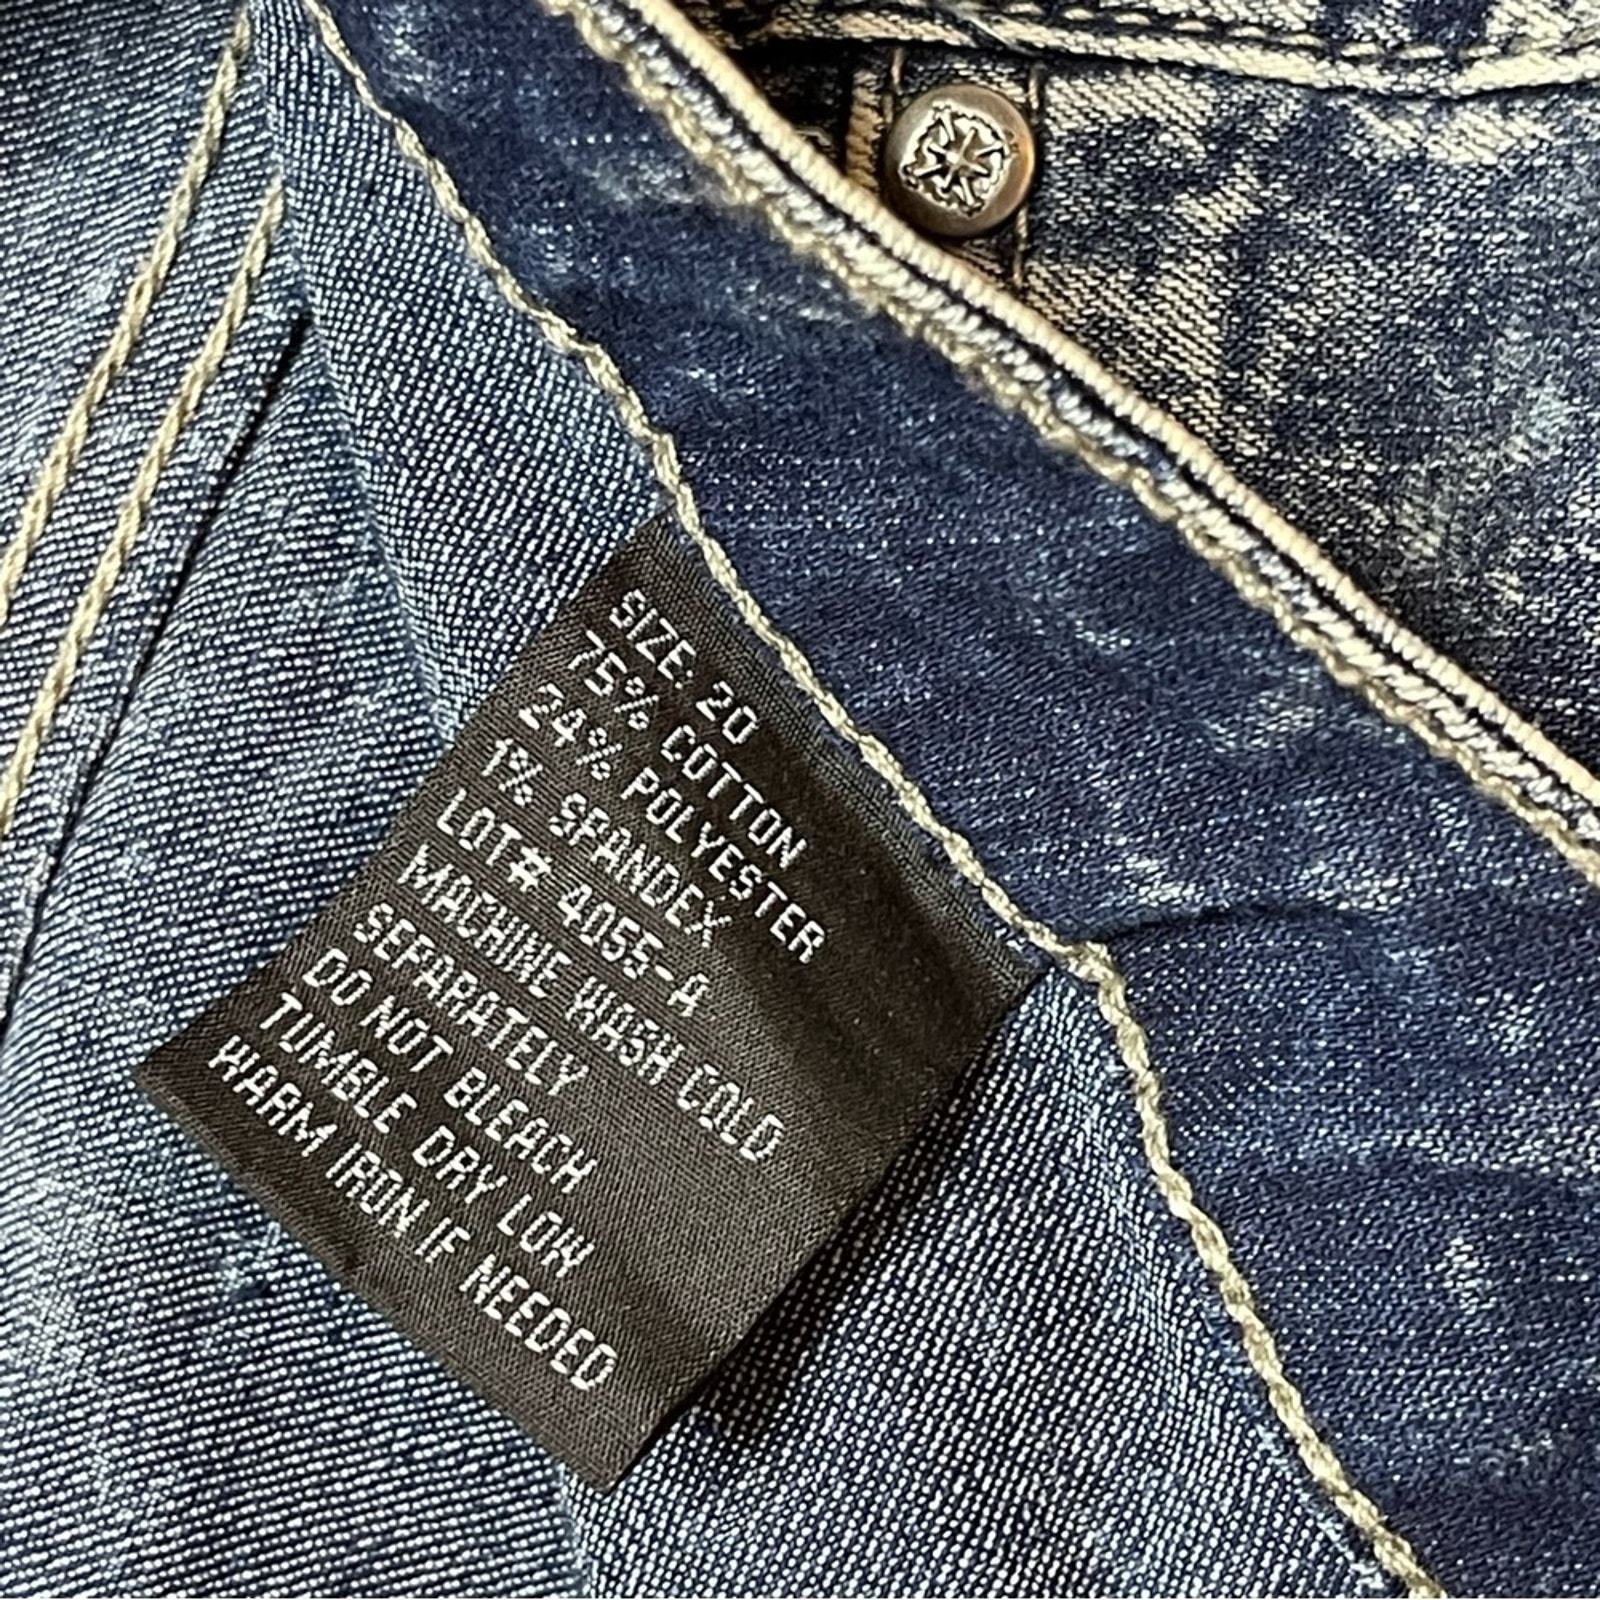 SIZE: 20
75% COTTON
24% POLYESTER
1% SPANDEX
LOT# 4055-A
MACHINE WASH COLD
SEPARATELY
DO NOT BLEACH
TUMBLE DRY LOW
WARM IRON IF NEEDED